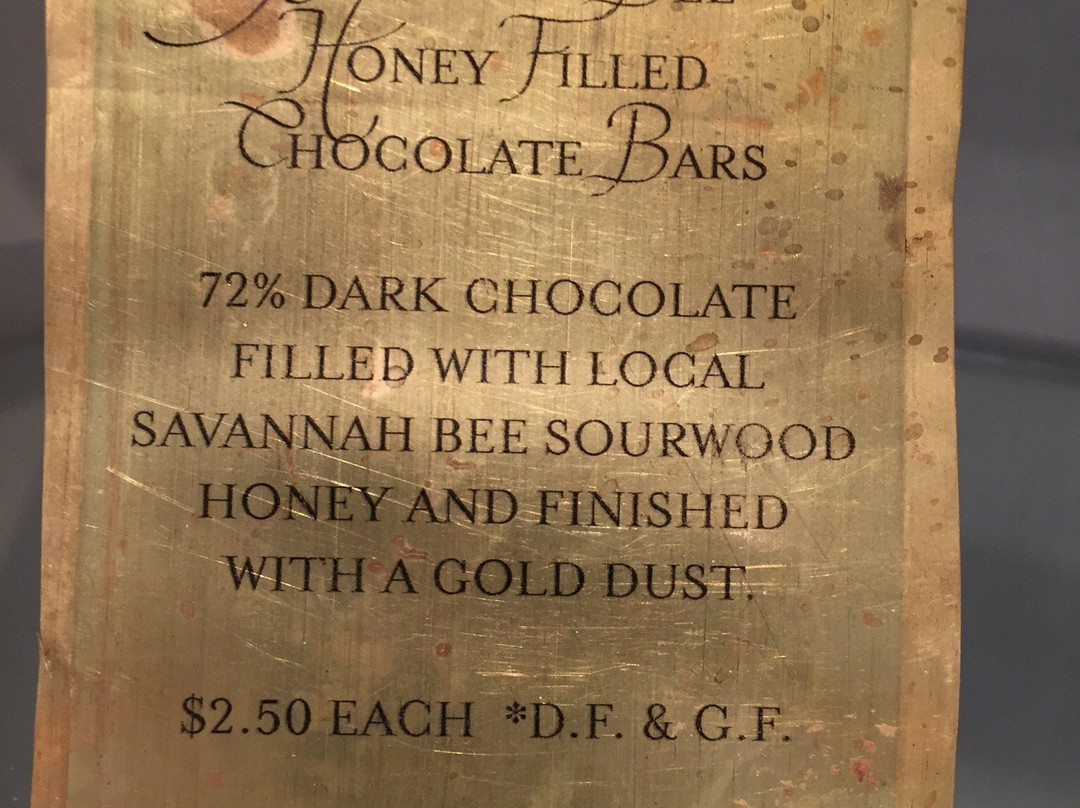 Honey Filled
Chocolate Bars
72% DARK CHOCOLATE
FILLED WITH LOCAL
SAVANNAH BEE SOURWOOD
HONEY AND FINISHED
WITH A GOLD DUST.
$2.50 EACH *D.F. & G.F.